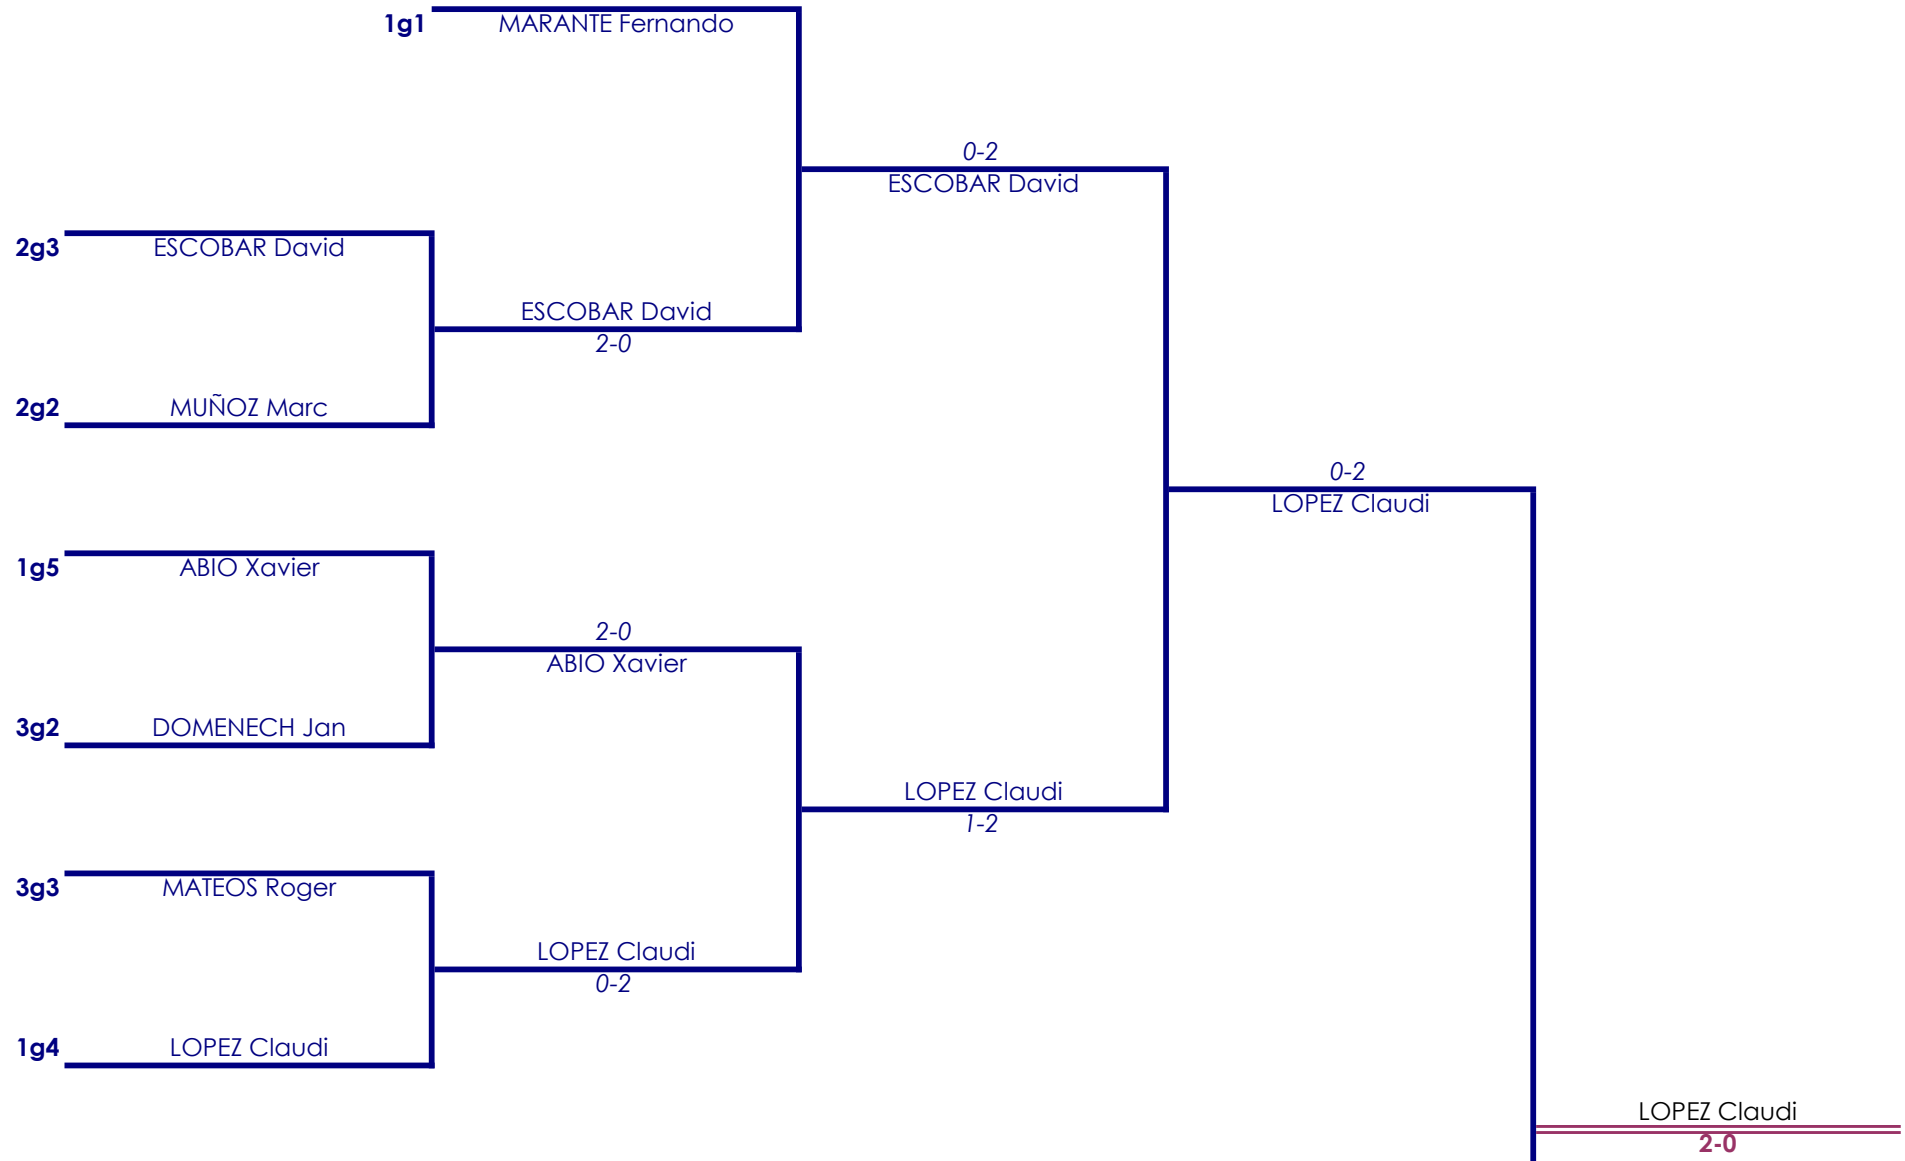 1g1 MARANTE Fernando
0-2
ESCOBAR David
2g3 ESCOBAR David
ESCOBAR David
2-0
2g2 MUÑOZ Marc
0-2
LOPEZ Claudi
1g5 ABIO Xavier
2-0
ABIO Xavier
3g2 DOMENECH Jan
LOPEZ Claudi
1-2
3g3 MATEOS Roger
LOPEZ Claudi
0-2
1g4 LOPEZ Claudi
LOPEZ Claudi
2-0